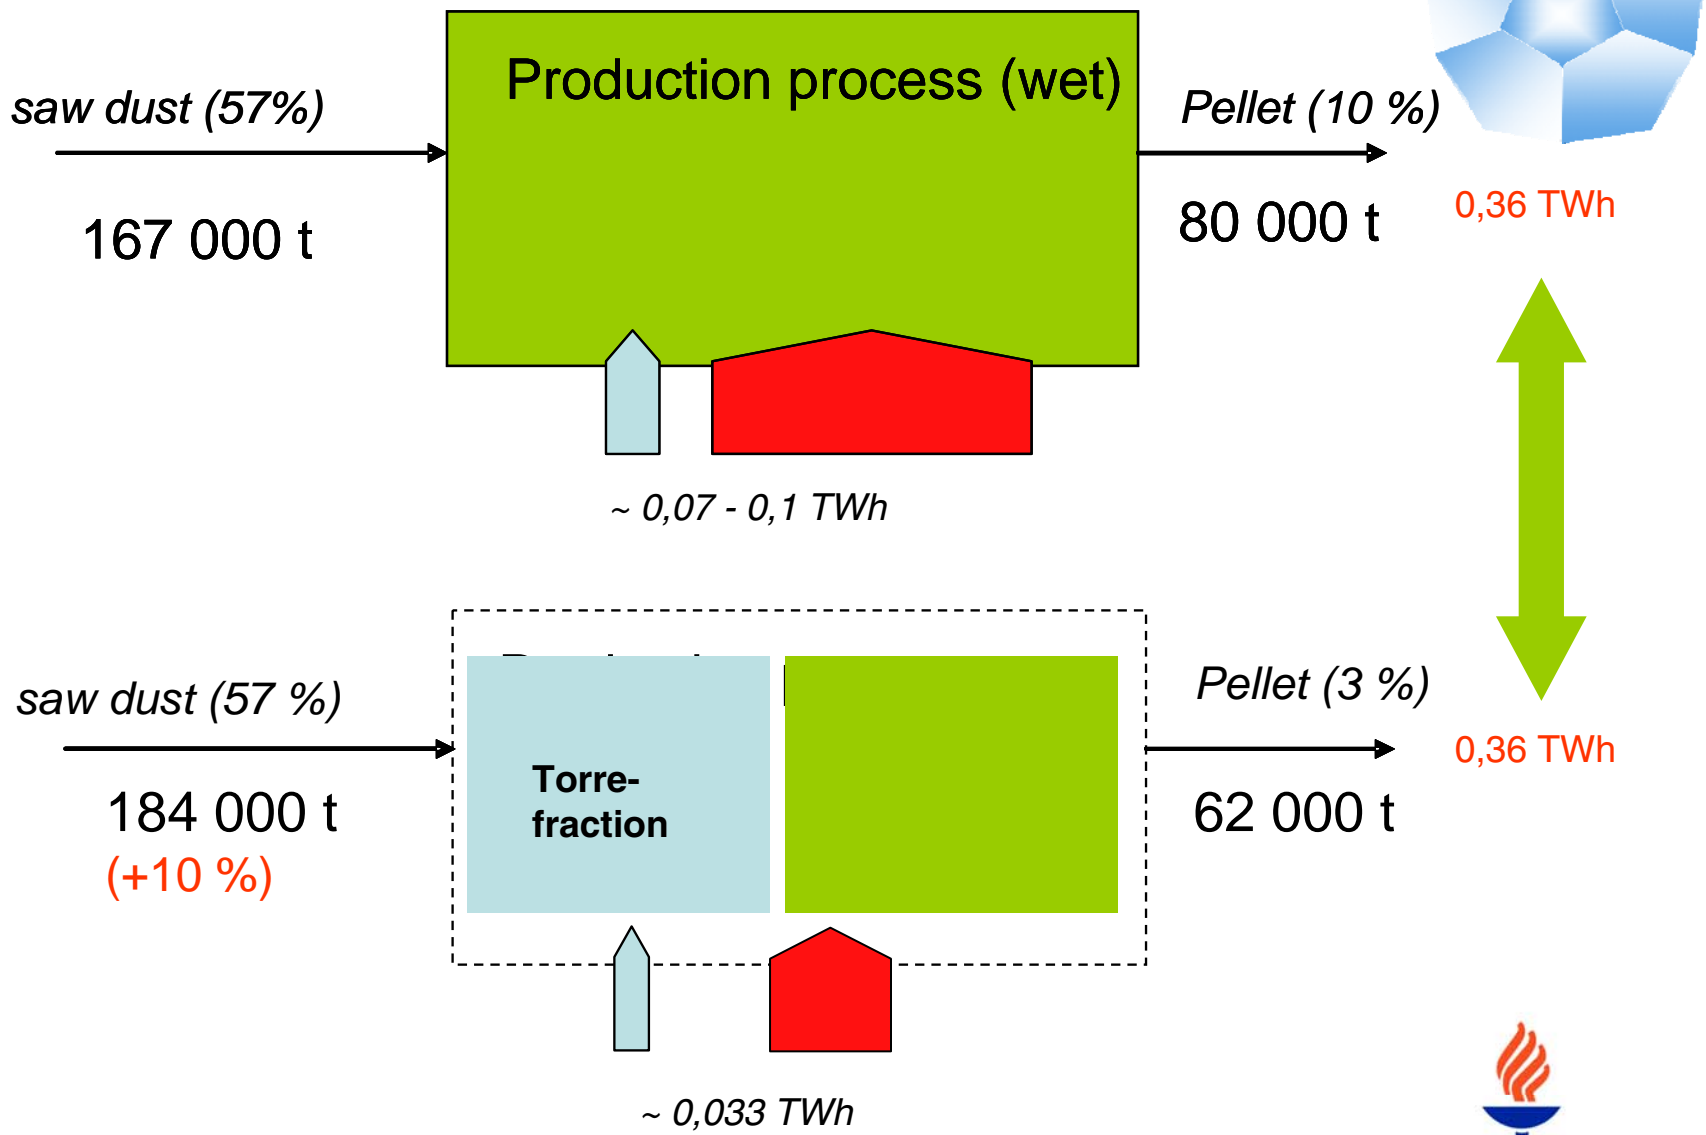 Production process (wet)
saw dust (57%)
Pellet (10 %)
167 000 t
80 000 t
0,36 TWh
~ 0,07 - 0,1 TWh
saw dust (57 %)
Pellet (3 %)
0,36 TWh
184 000 t
(+10 %)
Torre-
fraction
62 000 t
~ 0,033 TWh